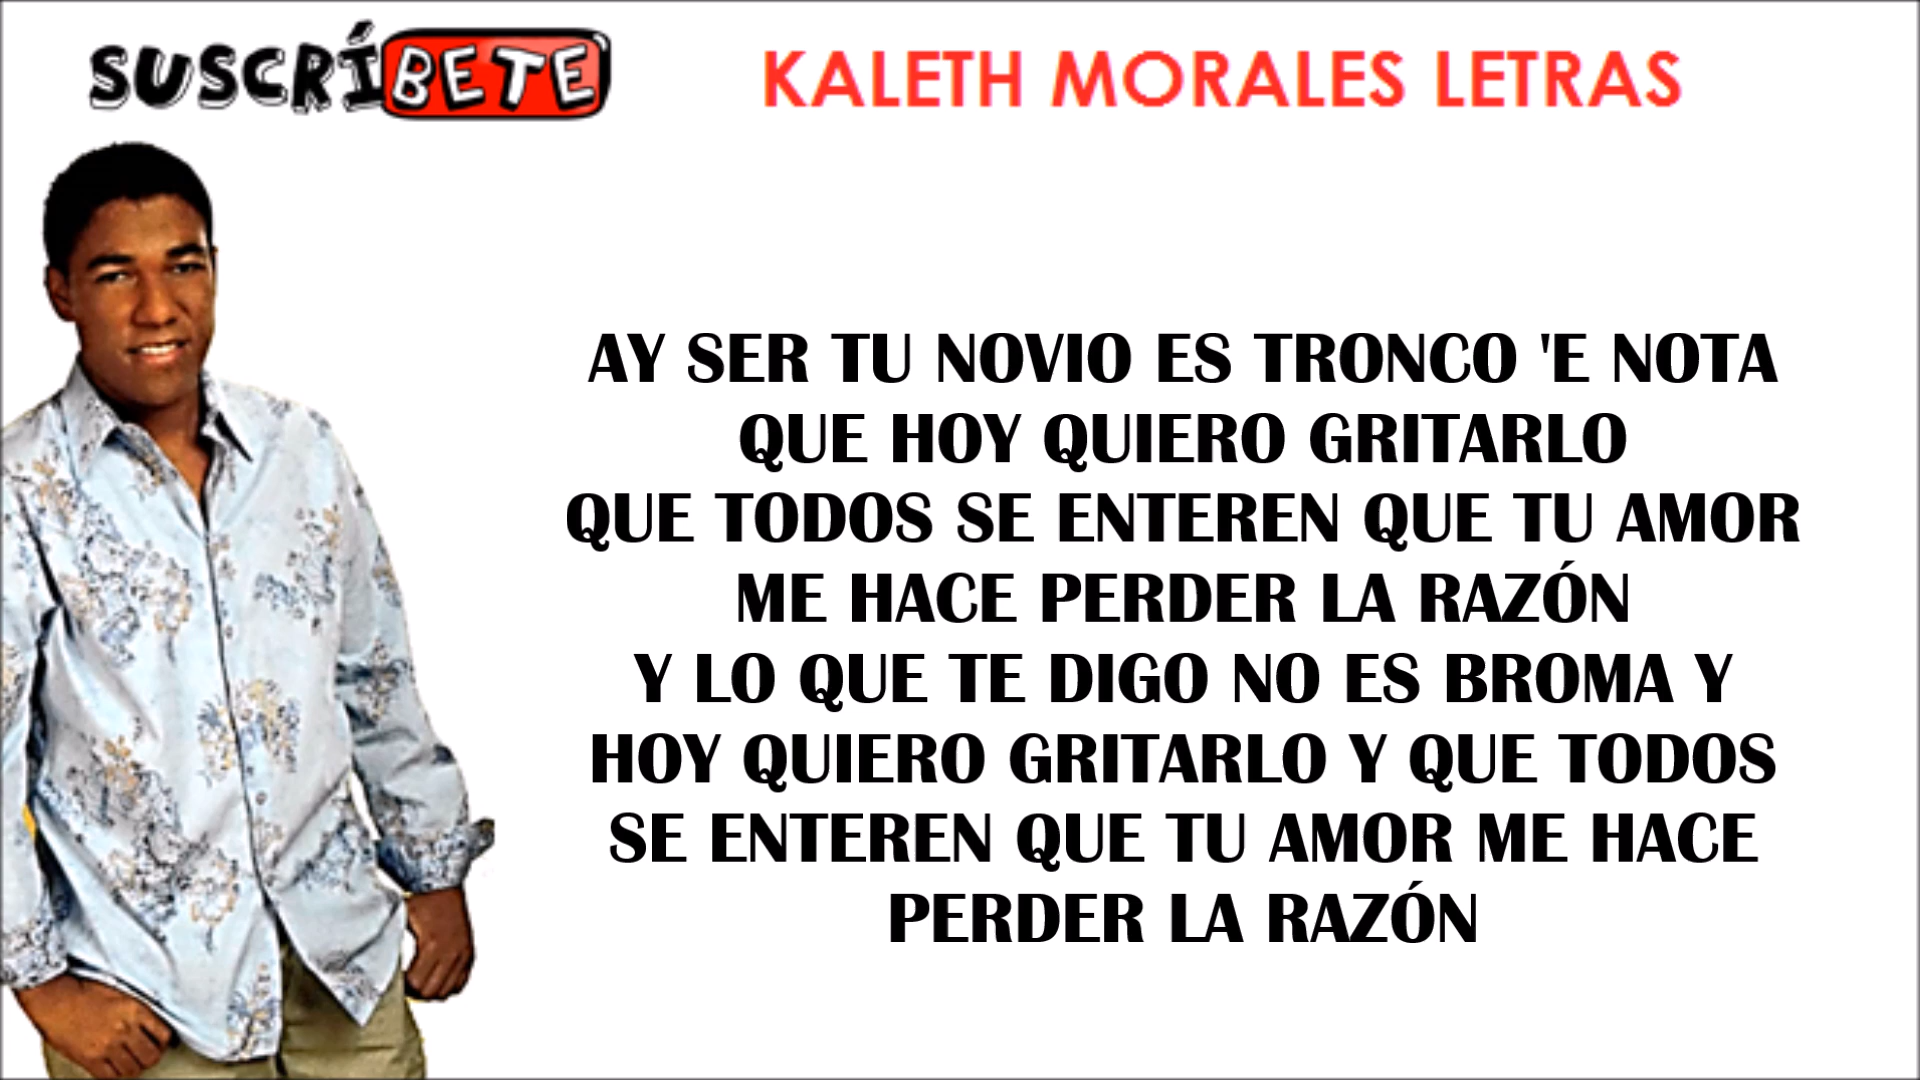 SUSCRÍBETE
KALETH MORALES LETRAS
AY SER TU NOVIO ES TRONCO 'E NOTA
QUE HOY QUIERO GRITARLO
QUE TODOS SE ENTEREN QUE TU AMOR
ME HACE PERDER LA RAZÓN
Y LO QUE TE DIGO NO ES BROMA Y
HOY QUIERO GRITARLO Y QUE TODOS
SE ENTEREN QUE TU AMOR ME HACE
PERDER LA RAZÓN